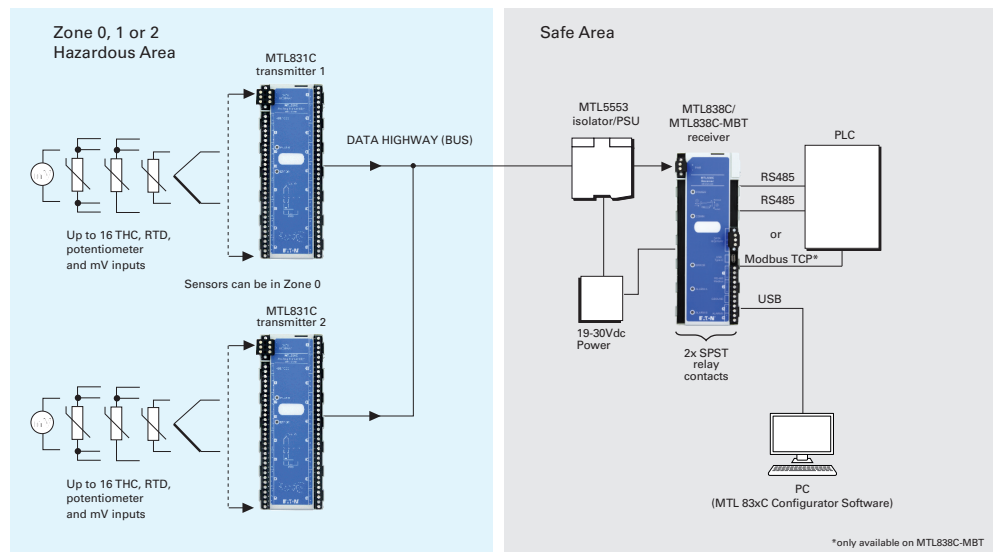 Zone 0, 1 or 2
Hazardous Area
MTL831C
transmitter 1
DATA HIGHWAY (BUS)
Up to 16 THC, RTD,
potentiometer
and mV inputs
Sensors can be in Zone 0
MTL831C
transmitter 2
Up to 16 THC, RTD,
potentiometer
and mV inputs
Safe Area
MTL5553
isolator/PSU
MTL838C/
MTL838C-MBT
receiver
PLC
RS485
RS485
or
Modbus TCP*
USB
19-30Vdc
Power
2x SPST
relay
contacts
PC
(MTL 83xC Configurator Software)
*only available on MTL838C-MBT